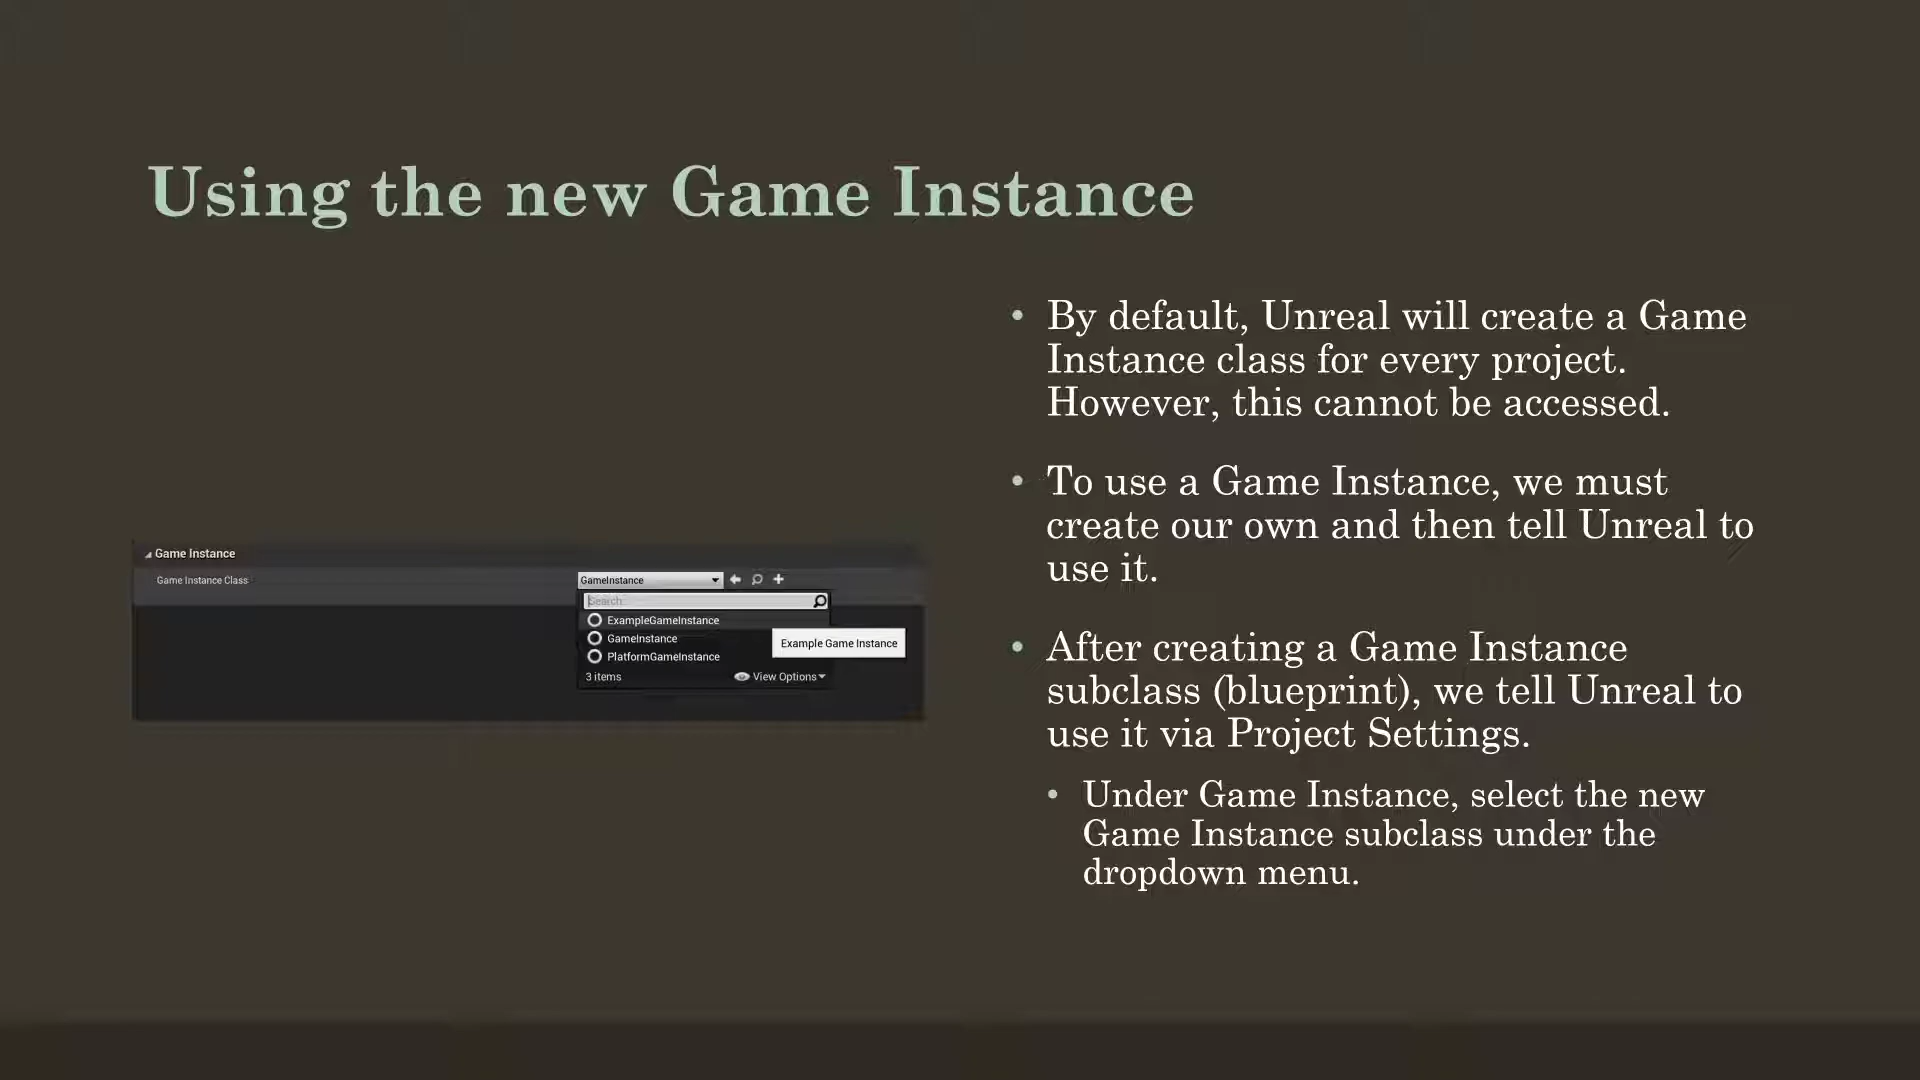 Using the new Game Instance
Game Instance
Game Instance Class
GameInstance
Search
ExampleGameInstance
GameInstance
PlatformGameInstance
Example Game Instance
3 items
View Options
• By default, Unreal will create a Game
Instance class for every project.
However, this cannot be accessed.
• To use a Game Instance, we must
create our own and then tell Unreal to
use it.
• After creating a Game Instance
subclass (blueprint), we tell Unreal to
use it via Project Settings.
• Under Game Instance, select the new
Game Instance subclass under the
dropdown menu.